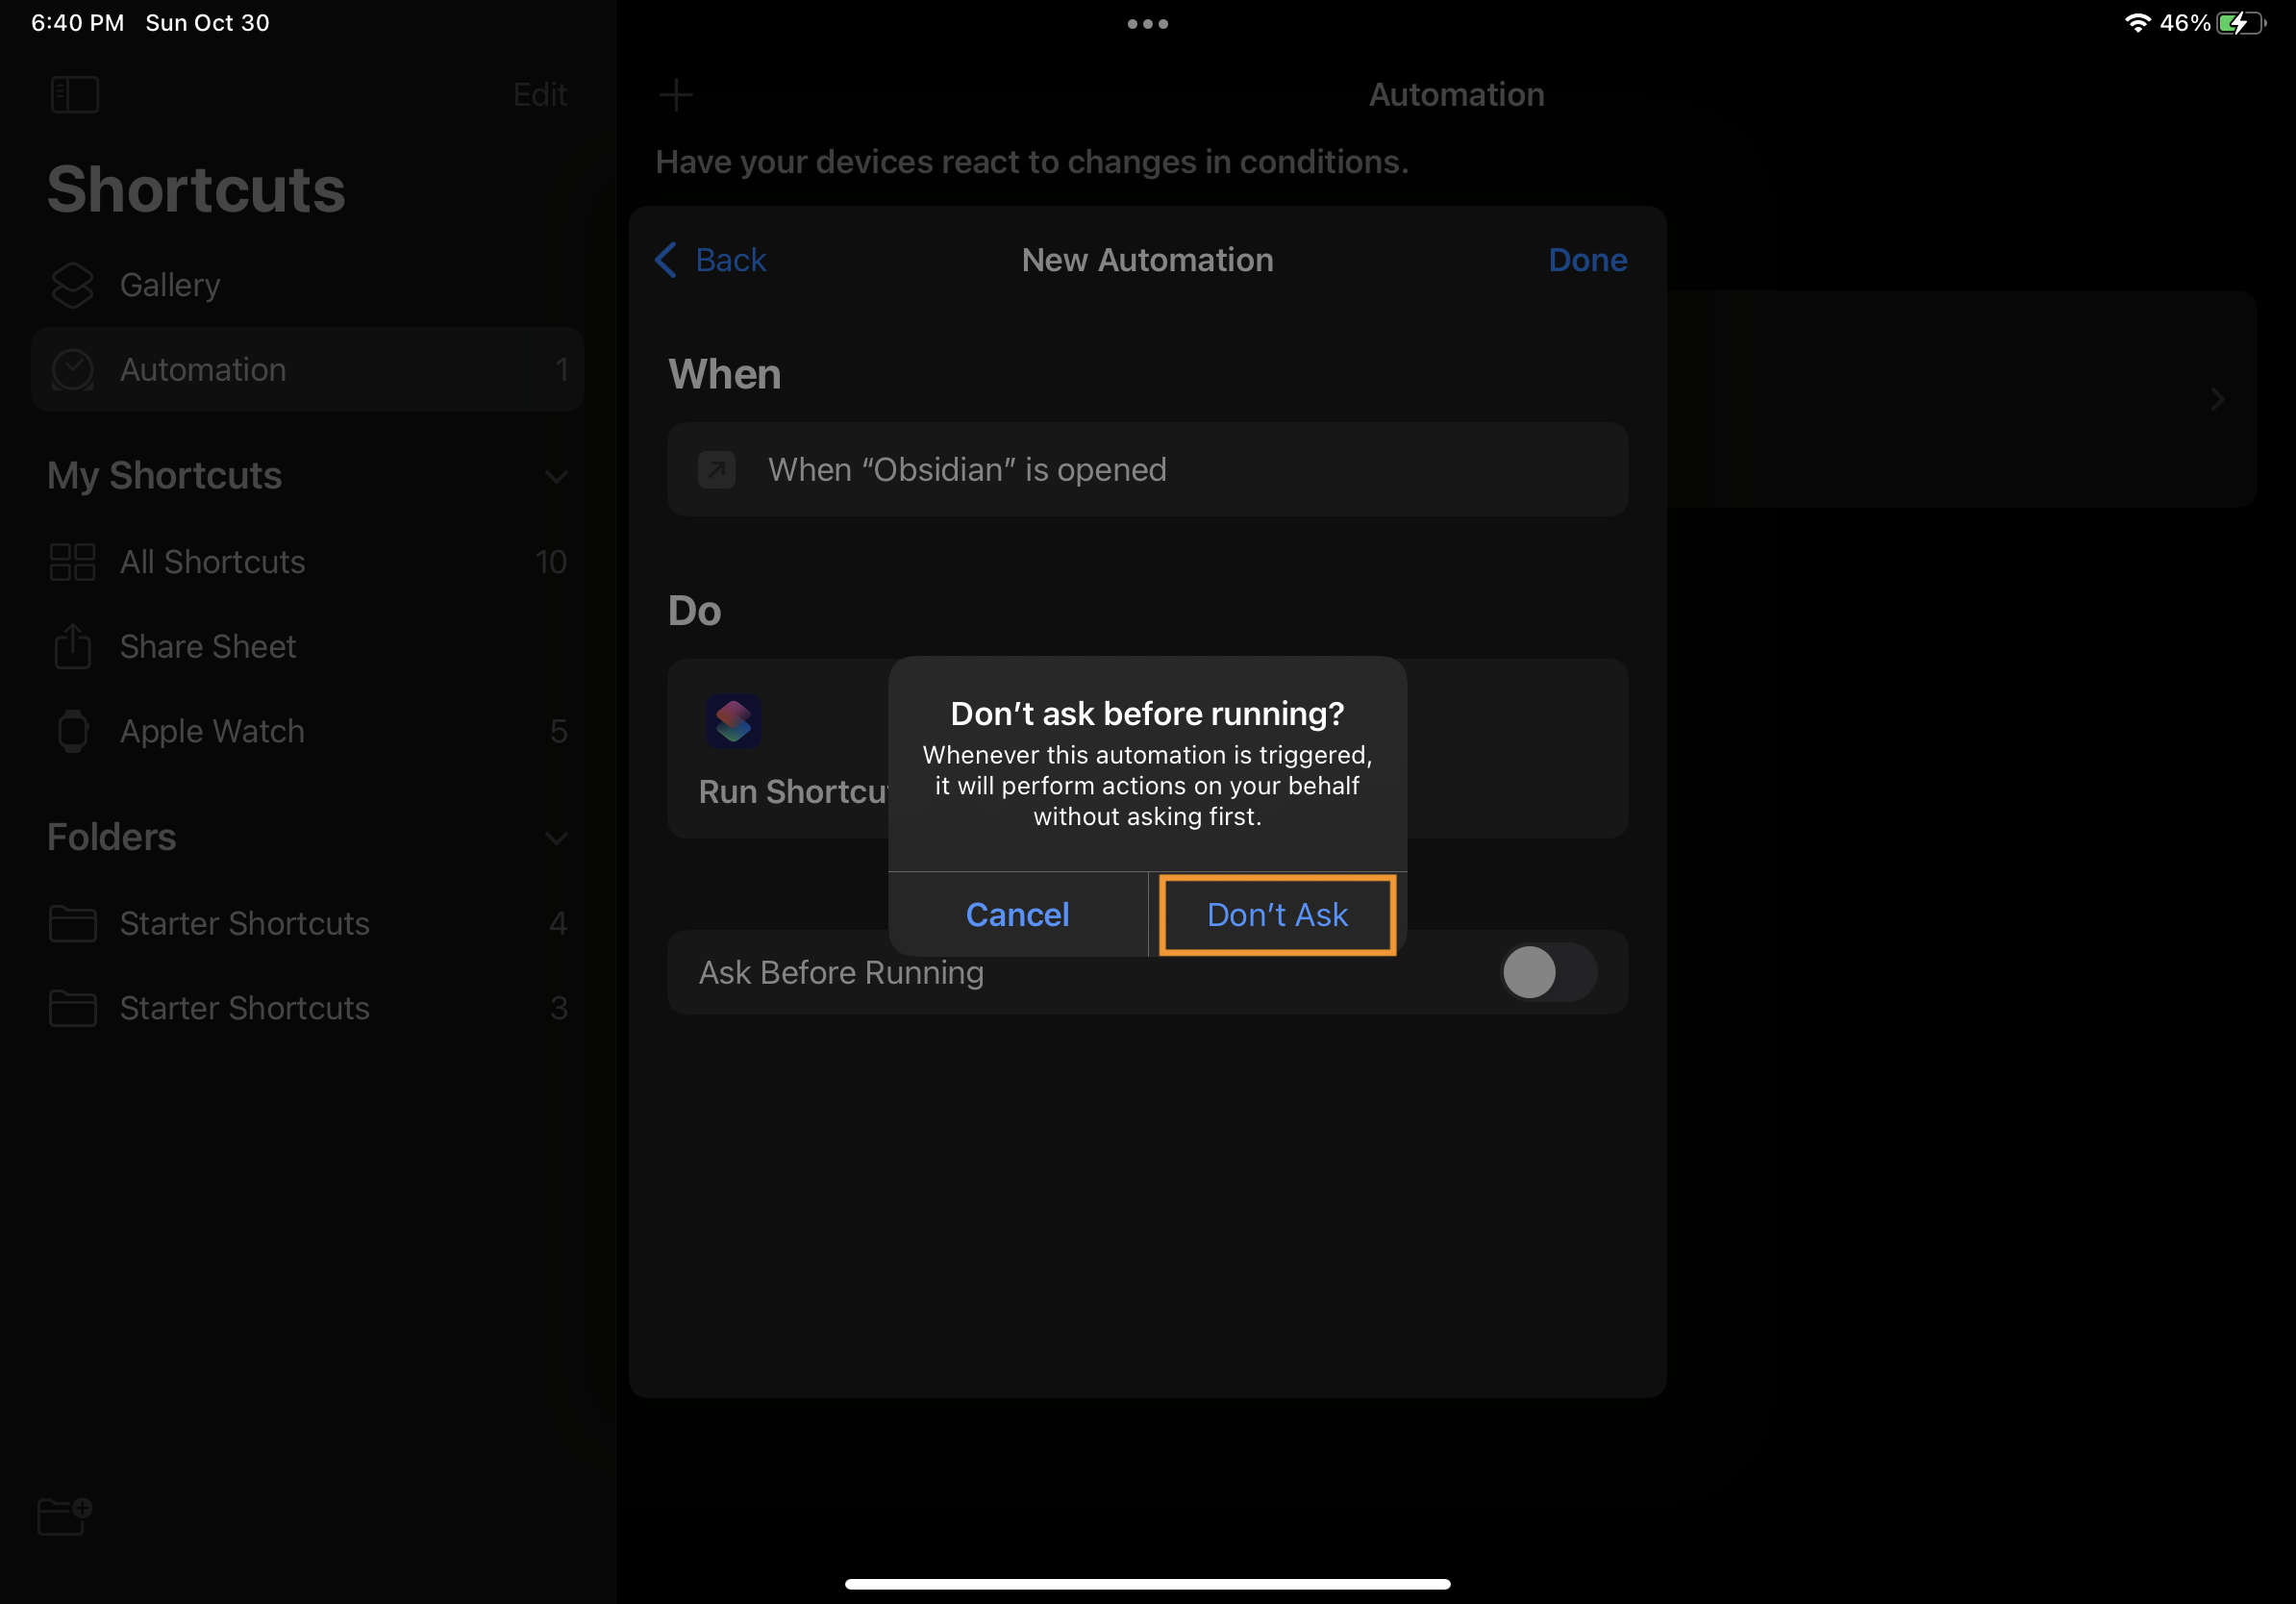 6:40 PM Sun Oct 30
46%
Edit
Shortcuts
Gallery
Automation 1
My Shortcuts
All Shortcuts 10
Share Sheet
Apple Watch 5
Folders
Starter Shortcuts 4
Starter Shortcuts 3
Automation
Have your devices react to changes in conditions.
Back New Automation Done
When
When “Obsidian” is opened
Do
Run Shortcu
Don’t ask before running?
Whenever this automation is triggered,
it will perform actions on your behalf
without asking first.
Cancel Don’t Ask
Ask Before Running